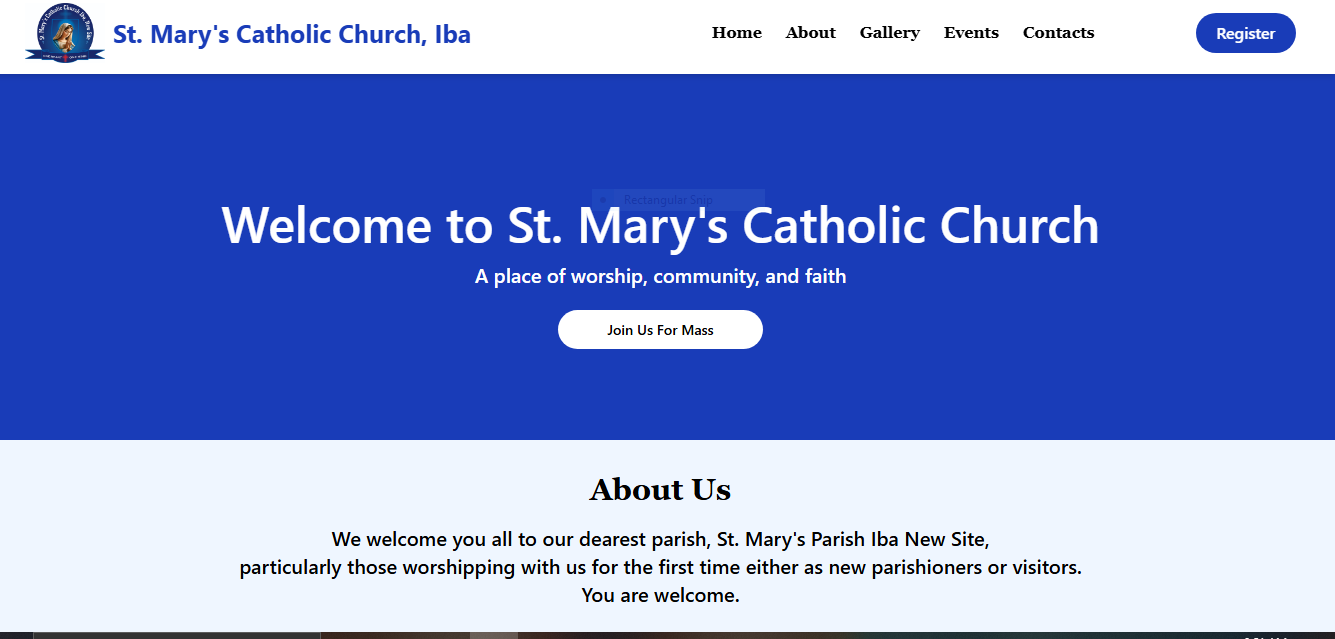 St. Mary's Catholic Church, Iba
Home About Gallery Events Contacts
Register
Rectangular Snip
Welcome to St. Mary's Catholic Church
A place of worship, community, and faith
Join Us For Mass
About Us
We welcome you all to our dearest parish, St. Mary's Parish Iba New Site,
particularly those worshipping with us for the first time either as new parishioners or visitors.
You are welcome.